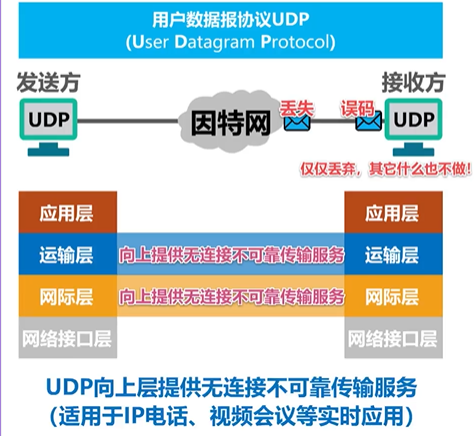 用户数据报协议UDP
(User Datagram Protocol)
发送方
接收方
丢失
误码
UDP
因特网
UDP
仅仅丢弃，其它什么也不做！
应用层
应用层
运输层
向上提供无连接不可靠传输服务
运输层
网际层
向上提供无连接不可靠传输服务
网际层
网络接口层
网络接口层
UDP向上层提供无连接不可靠传输服务
（适用于IP电话、视频会议等实时应用）